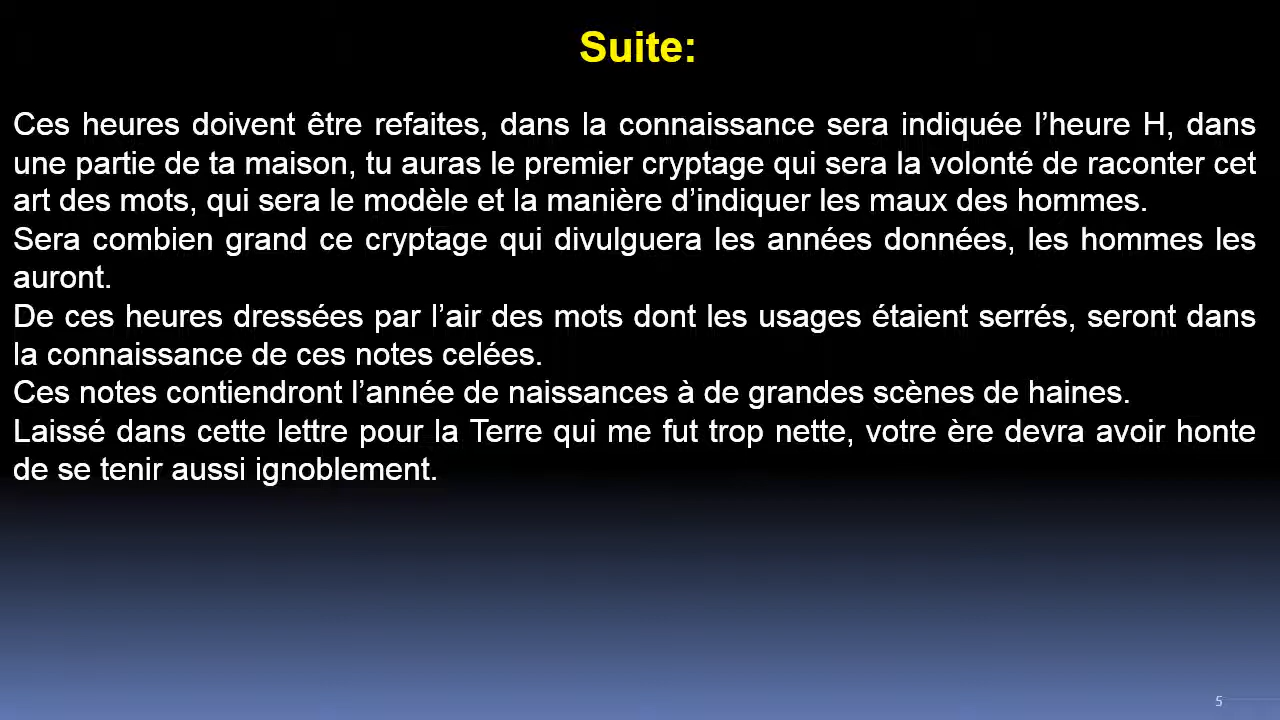 Suite:
Ces heures doivent être refaites, dans la connaissance sera indiquée l’heure H, dans
une partie de ta maison, tu auras le premier cryptage qui sera la volonté de raconter cet
art des mots, qui sera le modèle et la manière d’indiquer les maux des hommes.
Sera combien grand ce cryptage qui divulguera les années données, les hommes les
auront.
De ces heures dressées par l’air des mots dont les usages étaient serrés, seront dans
la connaissance de ces notes celées.
Ces notes contiendront l’année de naissances à de grandes scènes de haines.
Laissé dans cette lettre pour la Terre qui me fut trop nette, votre ère devra avoir honte
de se tenir aussi ignoblement.
5